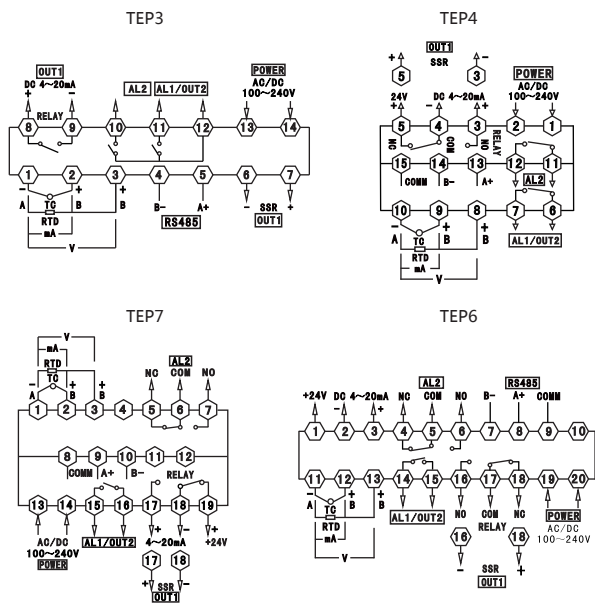 TEP3
OUT1
DC 4～20mA
+ -
RELAY
AL2 AL1/OUT2
POWER
AC/DC
100～240V
8 9 10 11 12 13 14
1 2 3 4 5 6 7
- + +
A TC B B
RTD
mA
V
B- A+
RS485
- +
SSR
OUT1
TEP4
OUT1
SSR
+ -
5 3
24V DC 4～20mA
+ - +
POWER
AC/DC
100～240V
5 4 3 2 1
NC COM NO RELAY
15 14 13 12 11
COMM B- A+
AL2
10 9 8 7 6
- + +
A TC B B
RTD
mA
V
AL1/OUT2
TEP7
V
mA
RTD
TC
- + +
A B B
AL2
NC COM NO
1 2 3 4 5 6 7
8 9 10 11 12
COMM A+ B-
RELAY
13 14 15 16 17 18 19
AC/DC
100～240V
POWER
AL1/OUT2
+ - +
4～20mA
+24V
17 18
+ -
SSR
OUT1
TEP6
+24V DC 4～20mA
- +
AL2
NC COM NO
RS485
B- A+ COMM
1 2 3 4 5 6 7 8 9 10
11 12 13 14 15 16 17 18 19 20
- + +
A TC B B
RTD
mA
V
AL1/OUT2
NO COM NC
RELAY
16 18
- +
SSR
OUT1
POWER
AC/DC
100～240V